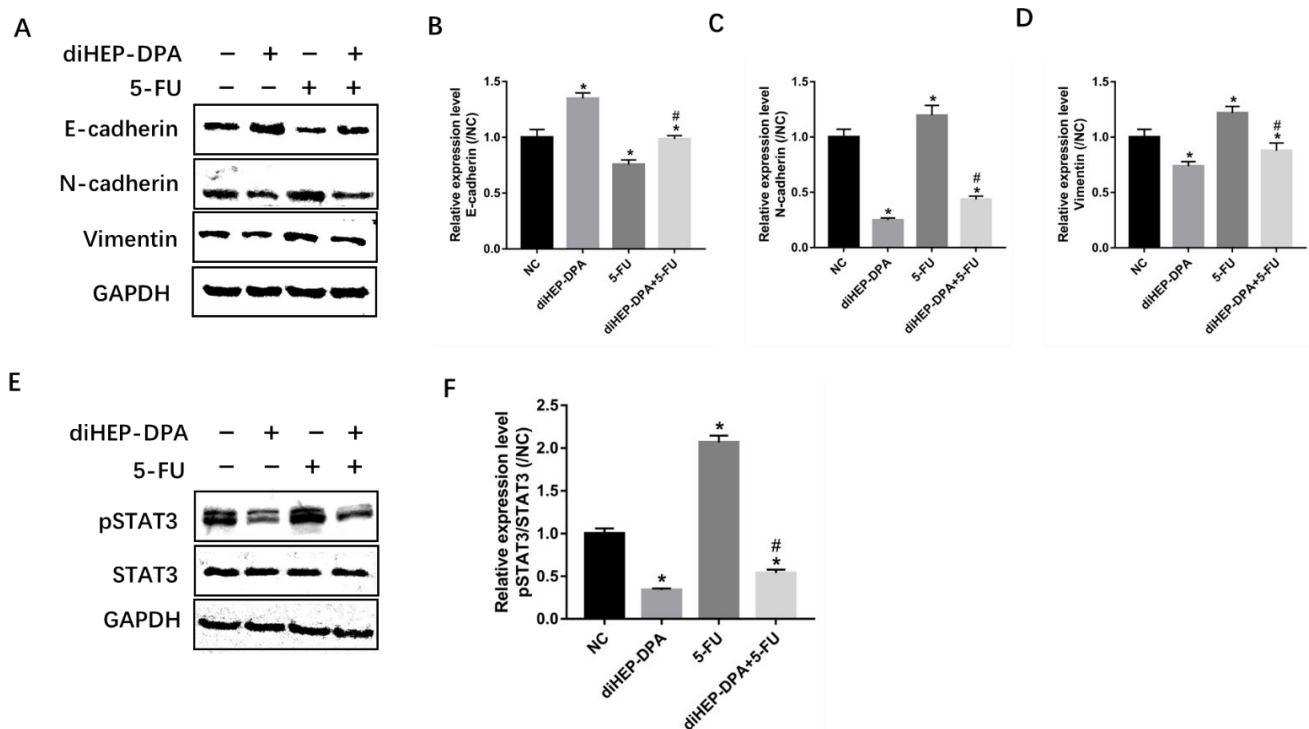 A
diHEP-DPA − + − +
5-FU − − + +
E-cadherin
N-cadherin
Vimentin
GAPDH
B
Relative expression level
E-cadherin (/NC)
1.5
1.0
0.5
0.0
*
*
#
*
NC
diHEP-DPA
5-FU
diHEP-DPA+5-FU
C
Relative expression level
N-cadherin (/NC)
1.5
1.0
0.5
0.0
*
*
#
*
NC
diHEP-DPA
5-FU
diHEP-DPA+5-FU
D
Relative expression level
Vimentin (/NC)
1.5
1.0
0.5
0.0
*
*
#
*
NC
diHEP-DPA
5-FU
diHEP-DPA+5-FU
E
diHEP-DPA − + − +
5-FU − − + +
pSTAT3
STAT3
GAPDH
F
Relative expression level
pSTAT3/STAT3 (/NC)
2.5
2.0
1.5
1.0
0.5
0.0
*
*
#
*
NC
diHEP-DPA
5-FU
diHEP-DPA+5-FU